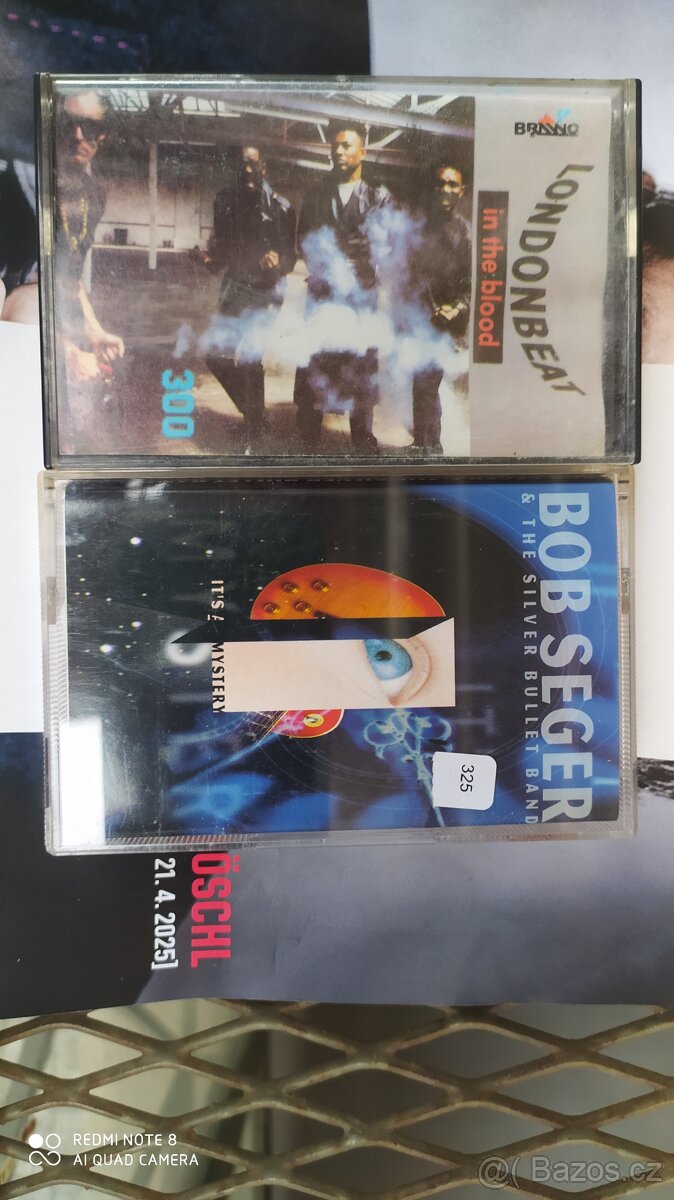 BRAVO
LONDONBEAT
in the blood
300
BOB SEGER
& THE SILVER BULLET BAND
IT'S A MYSTERY
325
ÖSCHL
21. 4. 2025]
REDMI NOTE 8
AI QUAD CAMERA
Bazos.cz